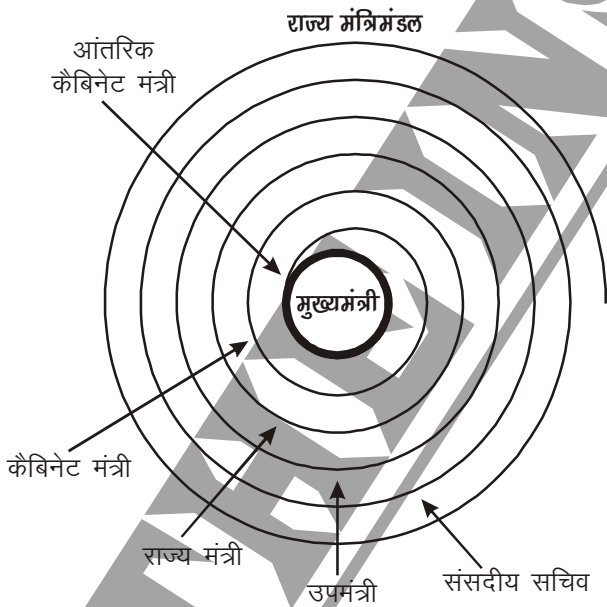 राज्य मंत्रिमंडल
आंतरिक
कैबिनेट मंत्री
मुख्यमंत्री
कैबिनेट मंत्री
राज्य मंत्री
उपमंत्री
संसदीय सचिव